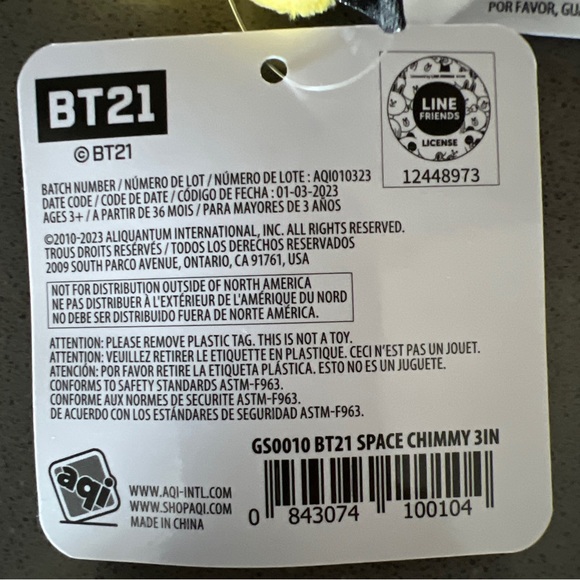 POR FAVOR, GU
BT21
© BT21
LINE
FRIENDS
LICENSE
12448973
BATCH NUMBER / NÚMERO DE LOT / NÚMERO DE LOTE : AQI010323
DATE CODE / CODE DE DATE / CÓDIGO DE FECHA : 01-03-2023
AGES 3+ / A PARTIR DE 36 MOIS / PARA MAYORES DE 3 AÑOS
©2010-2023 ALIQUANTUM INTERNATIONAL, INC. ALL RIGHTS RESERVED.
TROUS DROITS RESÉRVÉS / TODOS LOS DERECHOS RESERVADOS
2009 SOUTH PARCO AVENUE, ONTARIO, CA 91761, USA
NOT FOR DISTRIBUTION OUTSIDE OF NORTH AMERICA
NE PAS DISTRIBUER À L'EXTÉRIEUR DE L'AMÉRIQUE DU NORD
NO DEBE SER DISTRIBUIDO FUERA DE NORTE AMÉRICA.
ATTENTION: PLEASE REMOVE PLASTIC TAG. THIS IS NOT A TOY.
ATTENTION: VEUILLEZ RETIRER LE ETIQUETTE EN PLASTIQUE. CECI N'EST PAS UN JOUET.
ATENCIÓN: POR FAVOR RETIRE LA ETIQUETA PLÁSTICA. ESTO NO ES UN JUGUETE.
CONFORMS TO SAFETY STANDARDS ASTM-F963.
CONFORME AUX NORMES DE SECURITE ASTM-F963.
DE ACUERDO CON LOS ESTÁNDARES DE SEGURIDAD ASTM-F963.
GS0010 BT21 SPACE CHIMMY 3IN
aqi
WWW.AQI-INTL.COM
WWW.SHOPAQI.COM
MADE IN CHINA
0 843074 100104